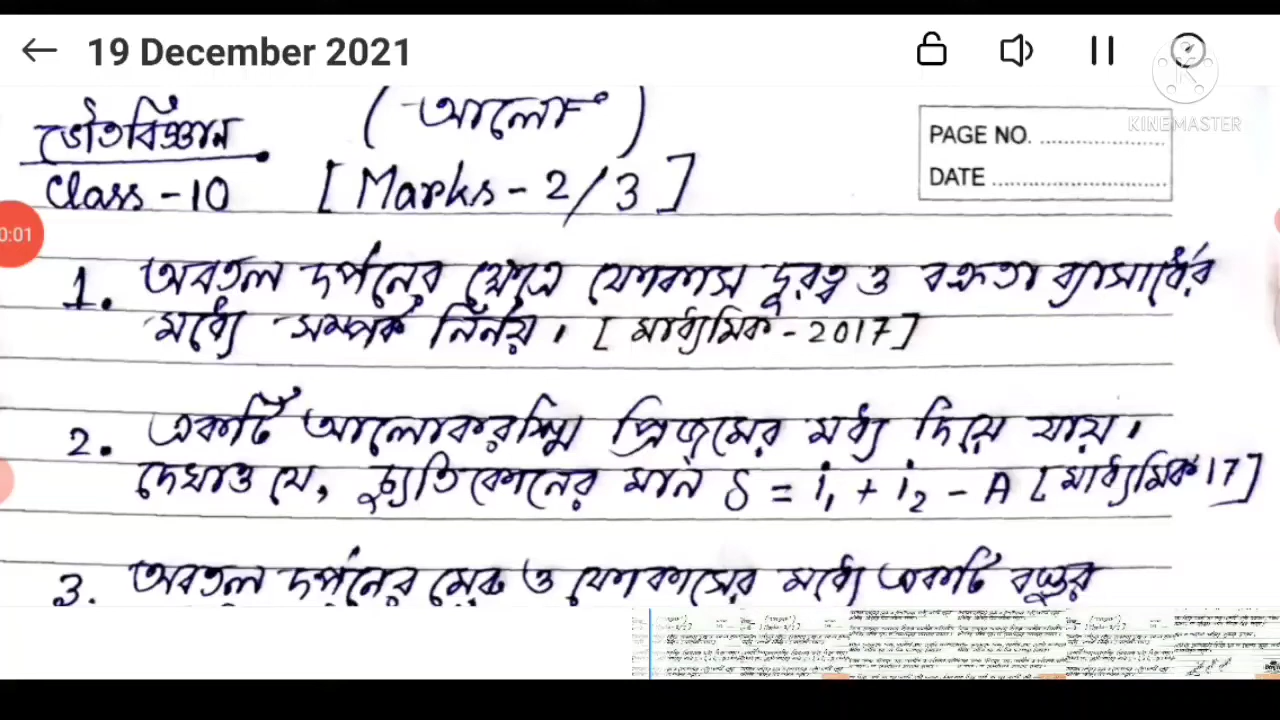 19 December 2021
KINEMASTER
ভৌতবিজ্ঞান (আলো)
Class - 10 [Marks - 2/3]
PAGE NO.
DATE
0:01
1. অবতল দর্পনের ক্ষেত্রে ফোকাস দূরত্ব ও বক্রতা ব্যাসার্ধের
মধ্যে সম্পর্ক নির্নয়। [মাধ্যমিক - 2017]
2. একটি আলোকরশ্মি প্রিজমের মধ্য দিয়ে যায়।
দেখাও যে, চ্যুতিকোনের মান δ = i₁ + i₂ - A [মাধ্যমিক 17]
3. অবতল দর্পনের মেরু ও ফোকাসের মধ্যে একটি বস্তুর